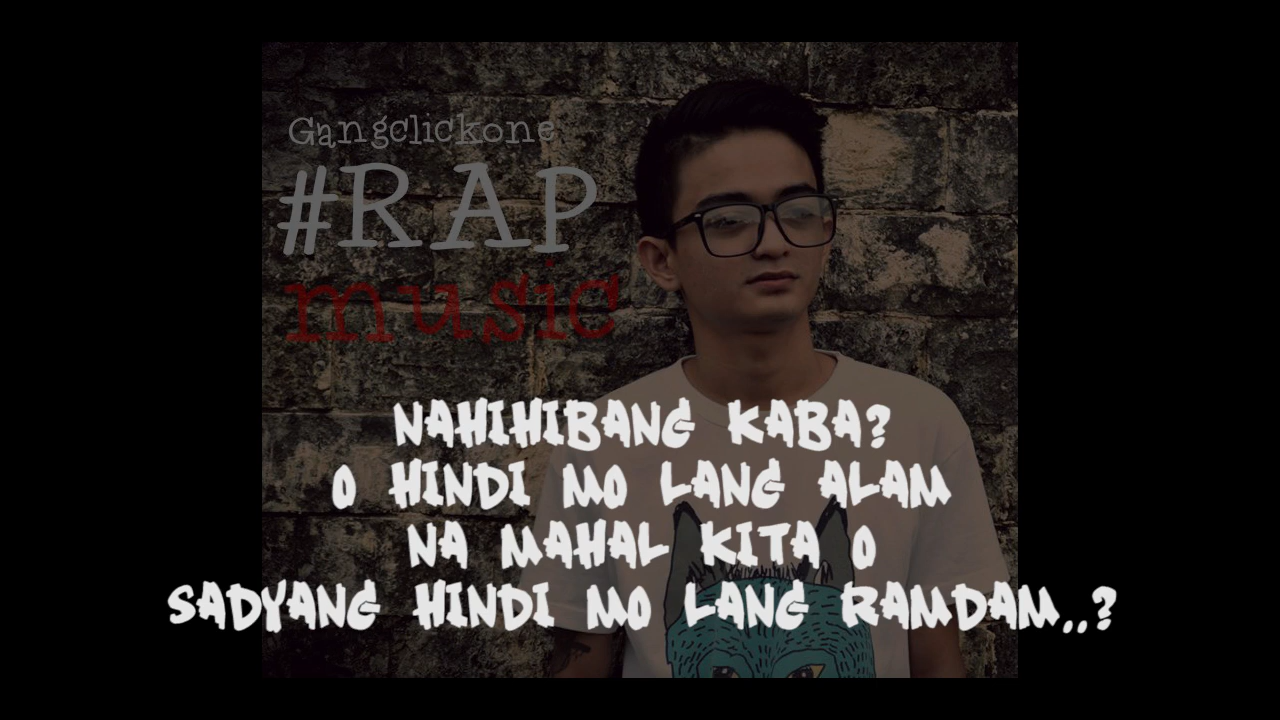 Gangclickone
#RAP
music
NAHIHIBANG KABA?
O HINDI MO LANG ALAM
NA MAHAL KITA O
SADYANG HINDI MO LANG RAMDAM..?